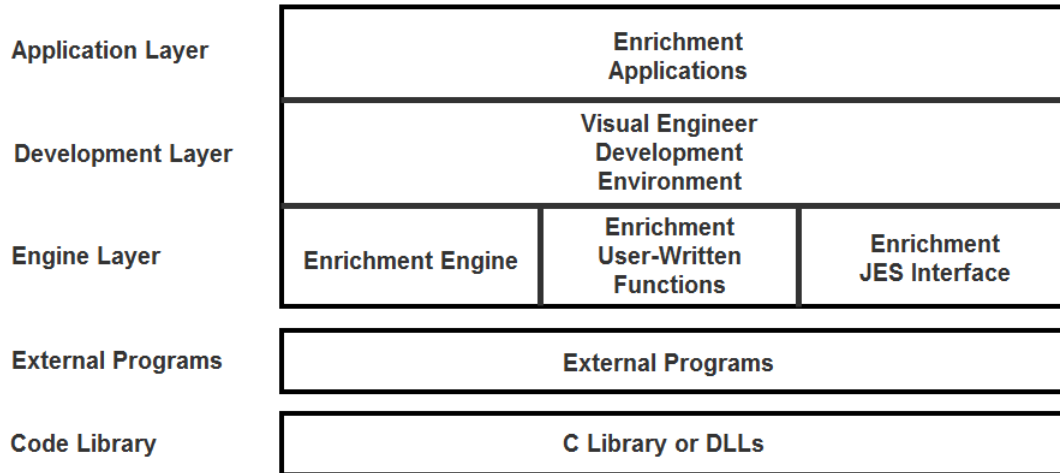 Application Layer
Enrichment
Applications
Development Layer
Visual Engineer
Development
Environment
Engine Layer
Enrichment Engine
Enrichment
User-Written
Functions
Enrichment
JES Interface
External Programs
External Programs
Code Library
C Library or DLLs